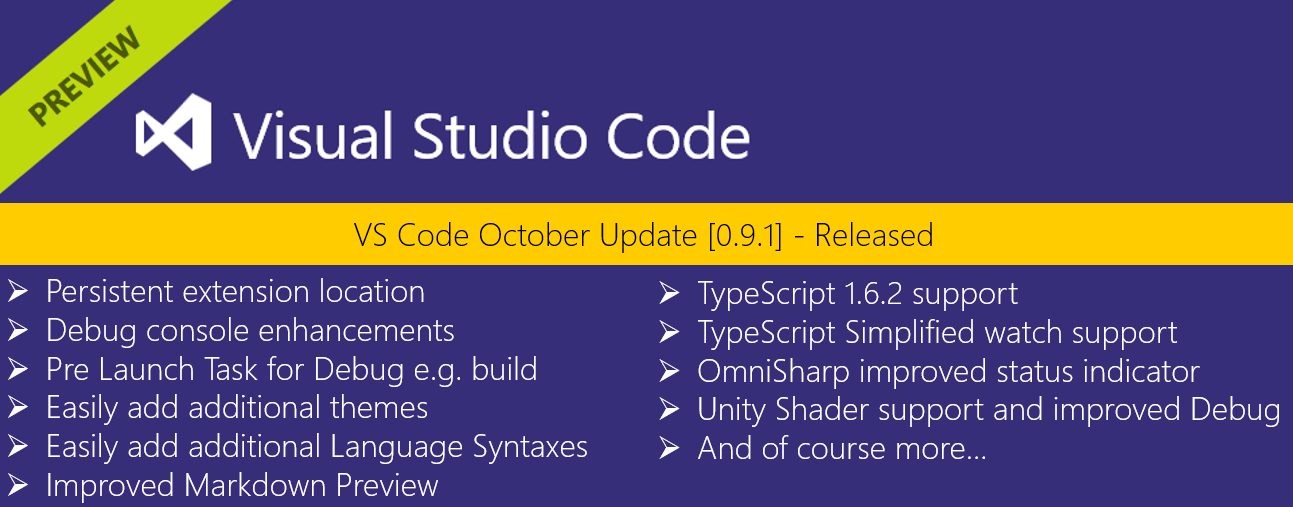 PREVIEW
Visual Studio Code
VS Code October Update [0.9.1] - Released
Persistent extension location
Debug console enhancements
Pre Launch Task for Debug e.g. build
Easily add additional themes
Easily add additional Language Syntaxes
Improved Markdown Preview
TypeScript 1.6.2 support
TypeScript Simplified watch support
OmniSharp improved status indicator
Unity Shader support and improved Debug
And of course more...